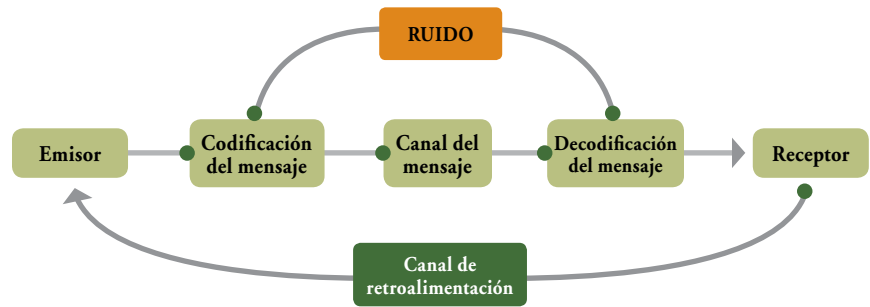 RUIDO
Emisor
Codificación
del mensaje
Canal del
mensaje
Decodificación
del mensaje
Receptor
Canal de
retroalimentación